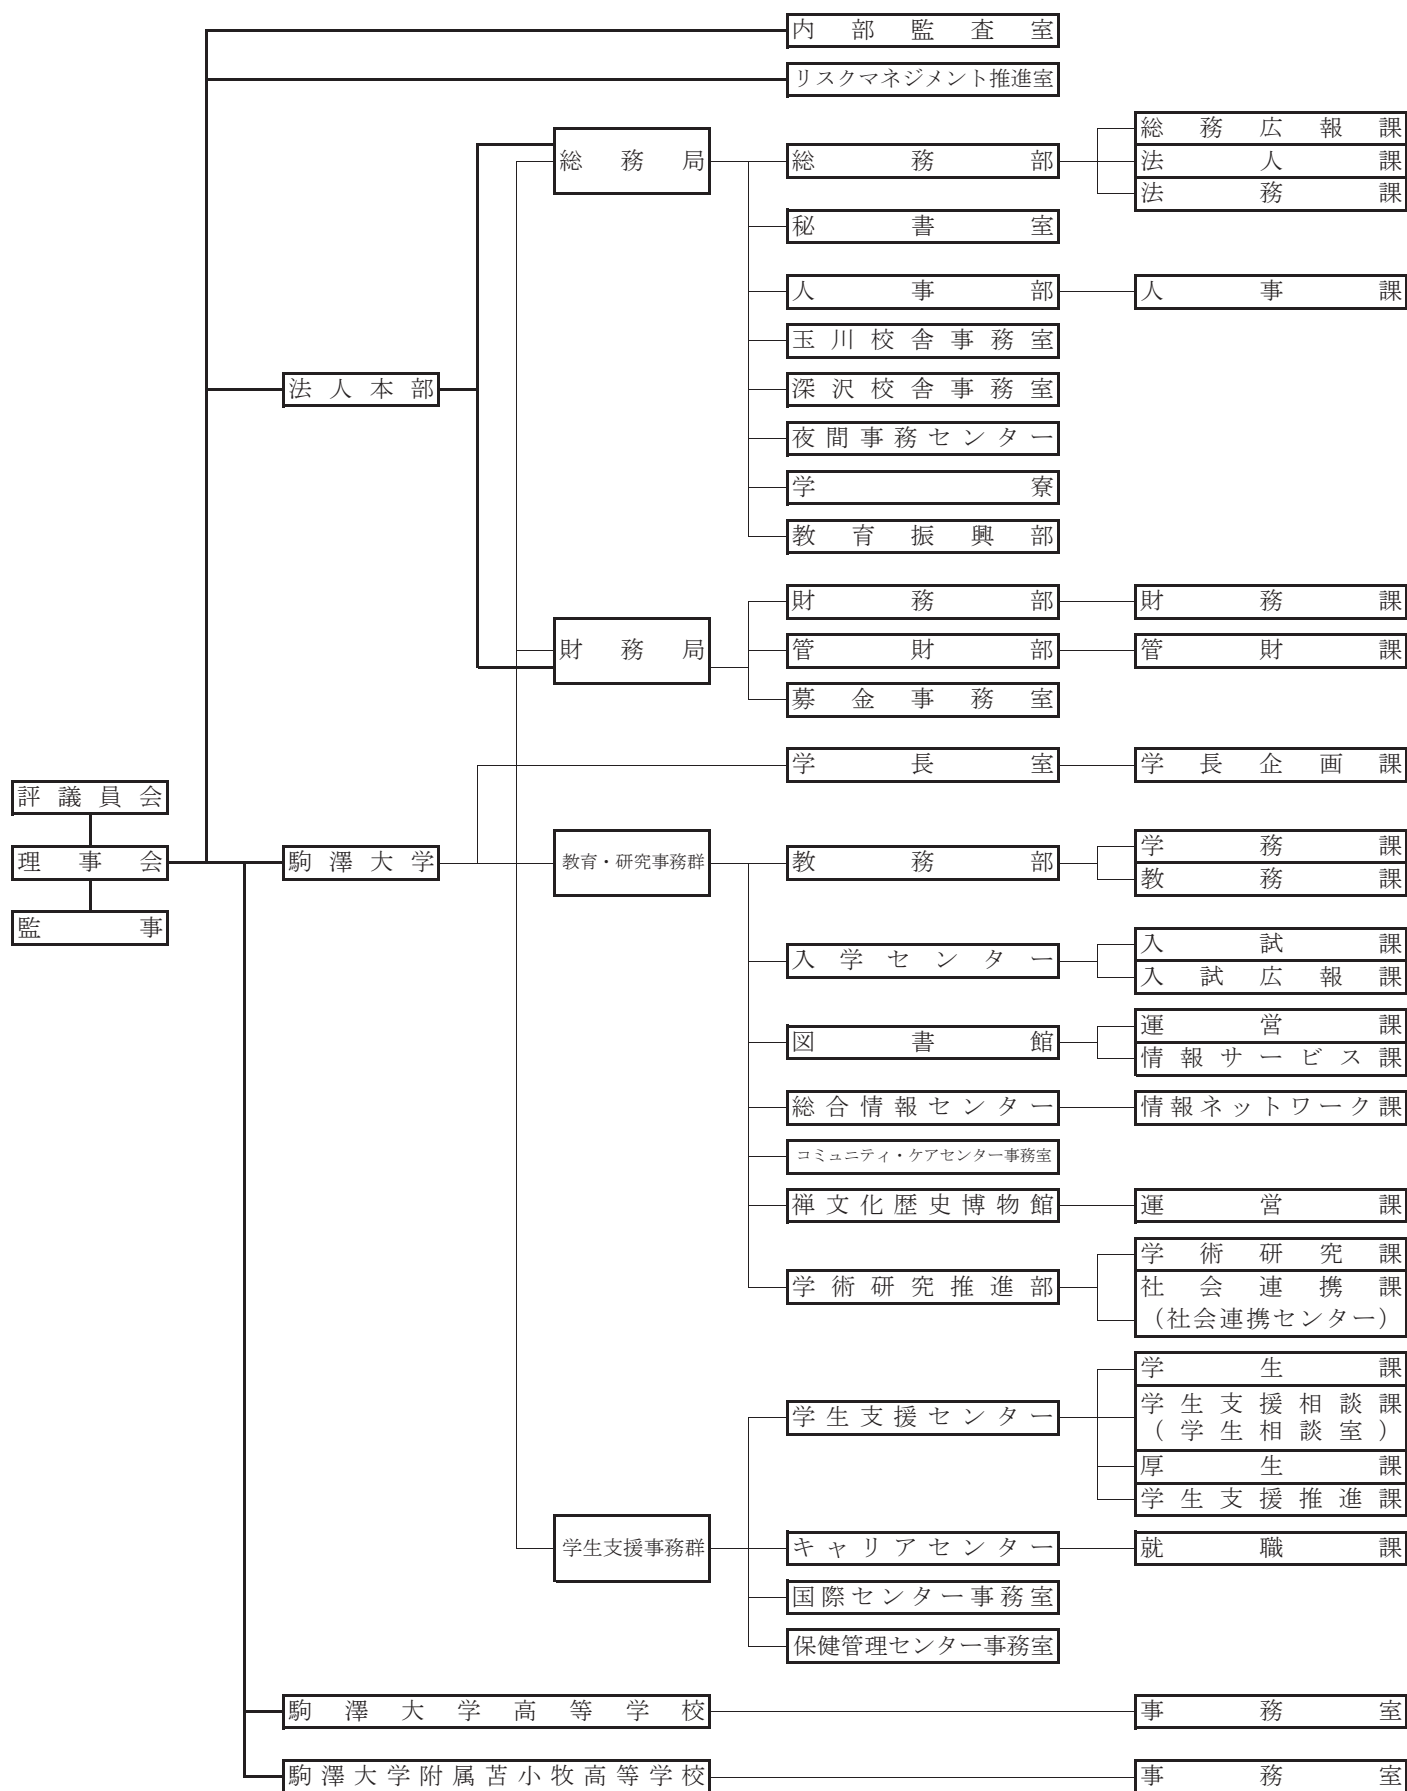 内部監査室
リスクマネジメント推進室
総務局
総務部
総務広報課
法人課
法務課
秘書室
人事部
人事課
玉川校舎事務室
法人本部
深沢校舎事務室
夜間事務センター
学寮
教育振興部
財務局
財務部
財務課
管財部
管財課
募金事務室
学長室
学長企画課
評議員会
理事会
監事
駒澤大学
教育・研究事務群
教務部
学務課
教務課
入学センター
入試課
入試広報課
図書館
運営課
情報サービス課
総合情報センター
情報ネットワーク課
コミュニティ・ケアセンター事務室
禅文化歴史博物館
運営課
学術研究推進部
学術研究課
社会連携課
（社会連携センター）
学生支援事務群
学生支援センター
学生課
学生支援相談課
（学生相談室）
厚生課
学生支援推進課
キャリアセンター
就職課
国際センター事務室
保健管理センター事務室
駒澤大学高等学校
事務室
駒澤大学附属苫小牧高等学校
事務室